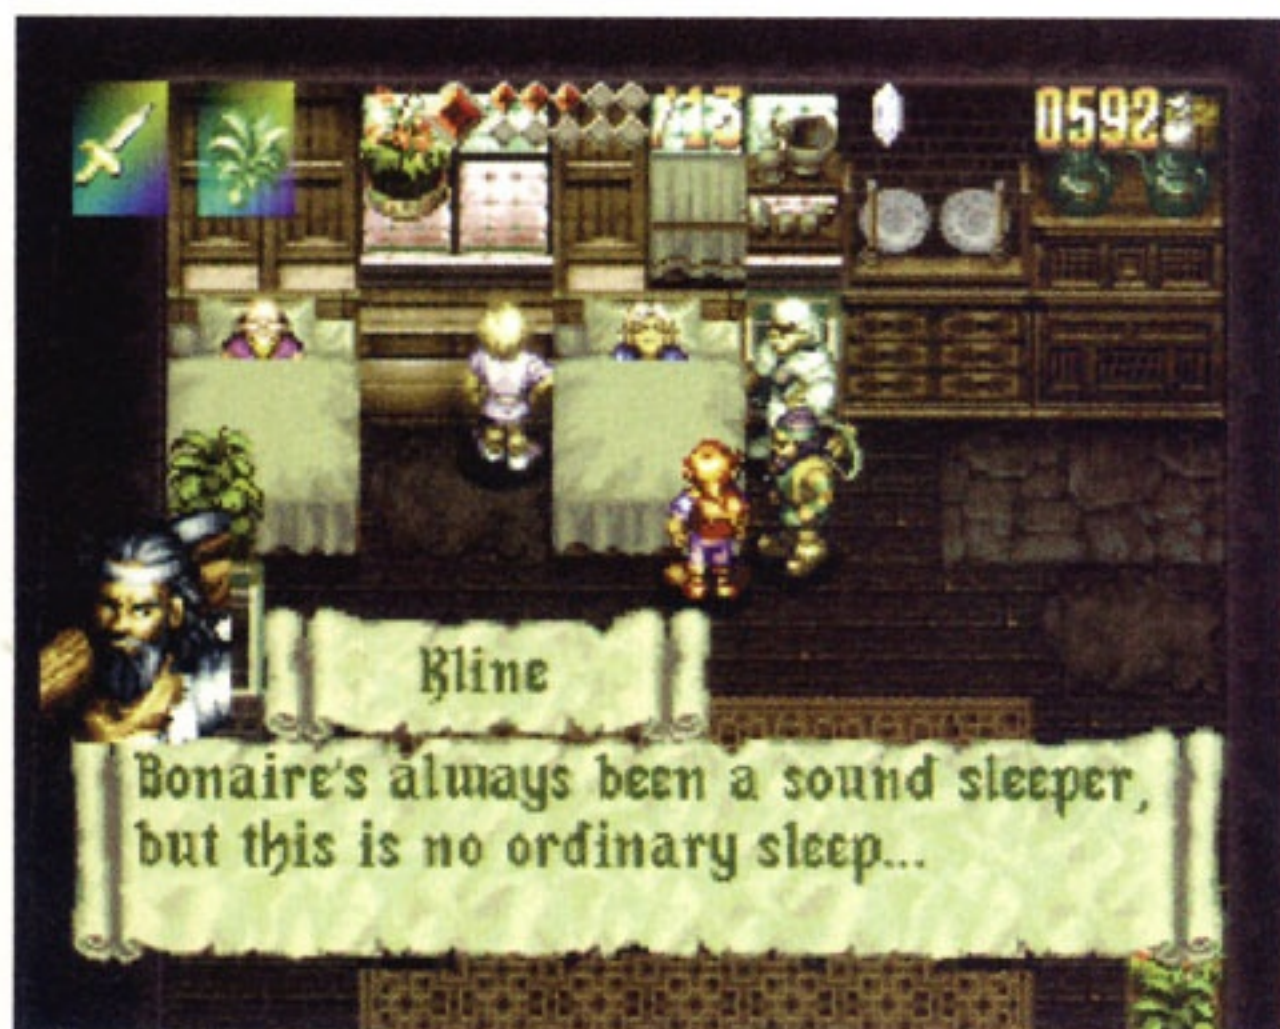 0592
Kline
Bonaire's always been a sound sleeper,
but this is no ordinary sleep...